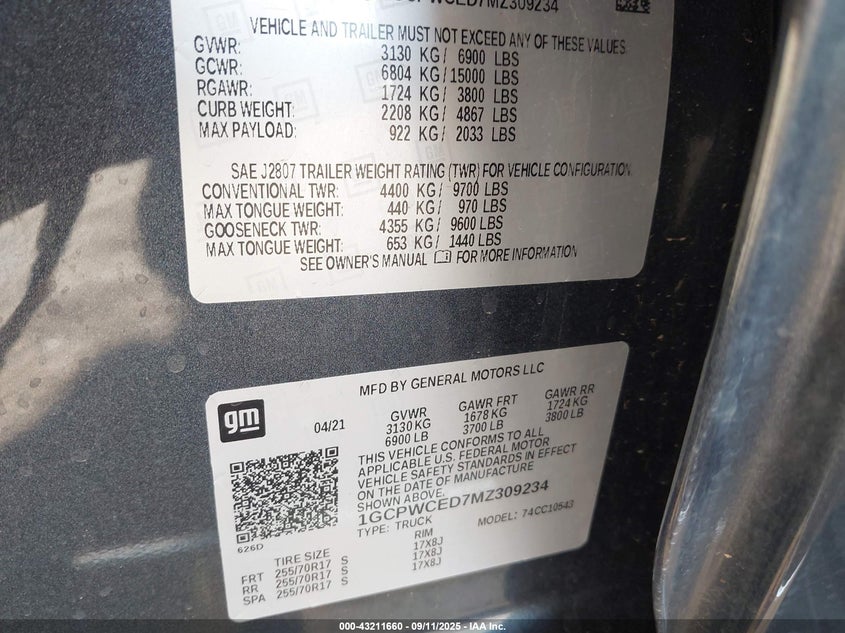 PWCED7MZ309234
VEHICLE AND TRAILER MUST NOT EXCEED ANY OF THESE VALUES
GVWR: 3130 KG/ 6900 LBS
GCWR: 6804 KG/ 15000 LBS
RGAWR: 1724 KG/ 3800 LBS
CURB WEIGHT: 2208 KG/ 4867 LBS
MAX PAYLOAD: 922 KG/ 2033 LBS
SAE J2807 TRAILER WEIGHT RATING (TWR) FOR VEHICLE CONFIGURATION
CONVENTIONAL TWR: 4400 KG/ 9700 LBS
MAX TONGUE WEIGHT: 440 KG/ 970 LBS
GOOSENECK TWR: 4355 KG/ 9600 LBS
MAX TONGUE WEIGHT: 653 KG/ 1440 LBS
SEE OWNER'S MANUAL FOR MORE INFORMATION
MFD BY GENERAL MOTORS LLC
gm
04/21
GVWR GAWR FRT GAWR RR
3130 KG 1678 KG 1724 KG
6900 LB 3700 LB 3800 LB
THIS VEHICLE CONFORMS TO ALL
APPLICABLE U.S. FEDERAL MOTOR
VEHICLE SAFETY STANDARDS IN EFFECT
ON THE DATE OF MANUFACTURE
SHOWN ABOVE.
1GCPWCED7MZ309234
TYPE: TRUCK MODEL: 74CC10543
626D
TIRE SIZE RIM
FRT 255/70R17 S 17X8J
RR 255/70R17 S 17X8J
SPA 255/70R17 S 17X8J
000-43211660 - 09/11/2025 - IAA Inc.